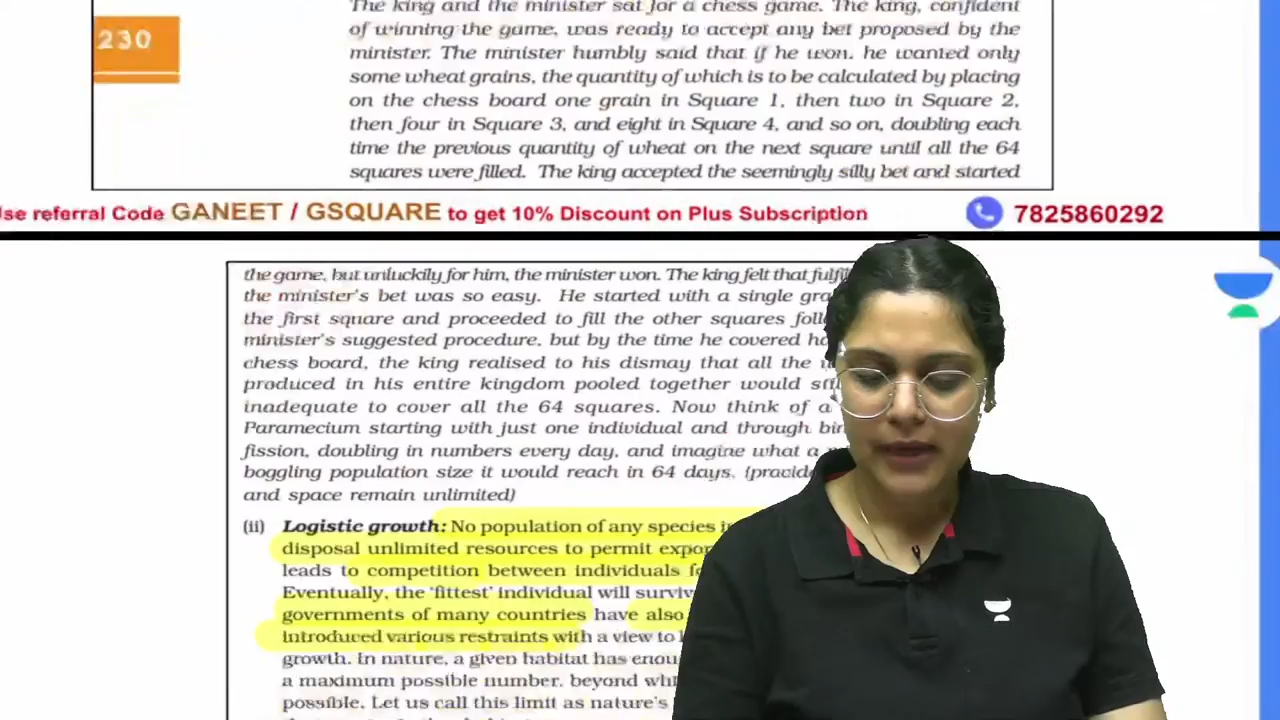 The king and the minister sat for a chess game. The king, confident
230
of winning the game, was ready to accept any bet proposed by the
minister. The minister humbly said that if he won, he wanted only
some wheat grains, the quantity of which is to be calculated by placing
on the chess board one grain in Square 1, then two in Square 2,
then four in Square 3, and eight in Square 4, and so on, doubling each
time the previous quantity of wheat on the next square until all the 64
squares were filled. The king accepted the seemingly silly bet and started
Use referral Code GANEET / GSQUARE to get 10% Discount on Plus Subscription 7825860292
the game, but unluckily for him, the minister won. The king felt that
the minister's bet was so easy. He started with a single
the first square and proceeded to fill the other squares
minister's suggested procedure, but by the time he covered
chess board, the king realised to his dismay that all the
produced in his entire kingdom pooled together would
inadequate to cover all the 64 squares. Now think of a
Paramecium starting with just one individual and through
fission, doubling in numbers every day, and imagine what a
boggling population size it would reach in 64 days. (provided
and space remain unlimited)
(ii) Logistic growth: No population of any species
disposal unlimited resources to permit
leads to competition between individuals
Eventually, the 'fittest' individual will
governments of many countries have also
introduced various restraints with a view to
growth. In nature, a given habitat has
a maximum possible number, beyond
possible. Let us call this limit as nature's